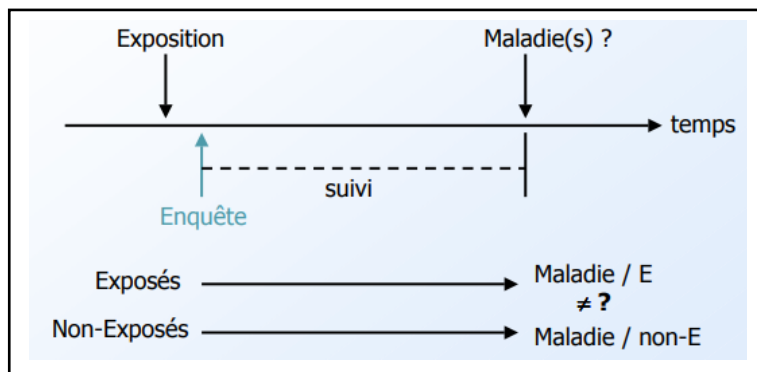 Exposition
Maladie(s) ?
temps
suivi
Enquête
Exposés
Maladie / E
≠ ?
Non-Exposés
Maladie / non-E